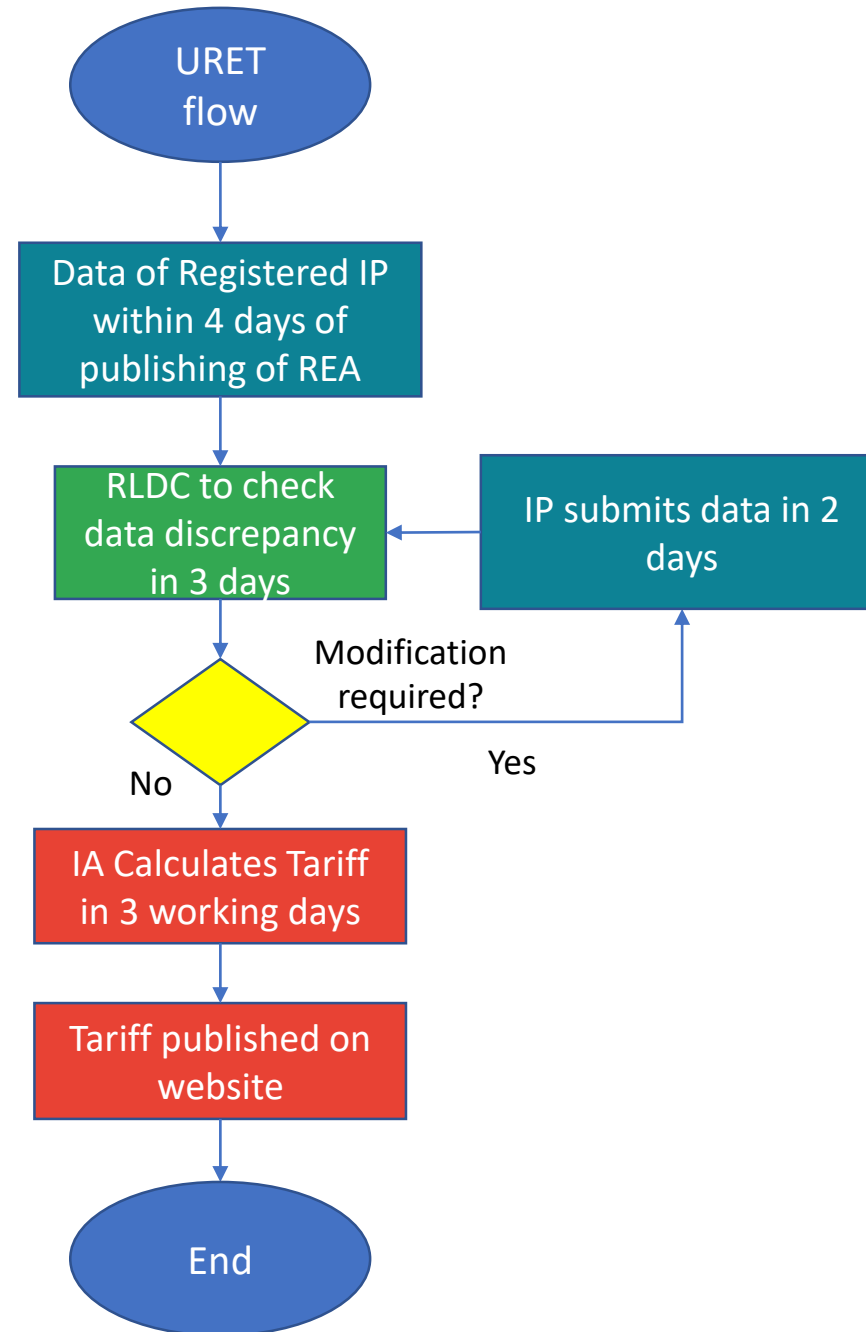 URET
flow
Data of Registered IP
within 4 days of
publishing of REA
RLDC to check
data discrepancy
in 3 days
IP submits data in 2
days
Modification
required?
Yes
No
IA Calculates Tariff
in 3 working days
Tariff published on
website
End